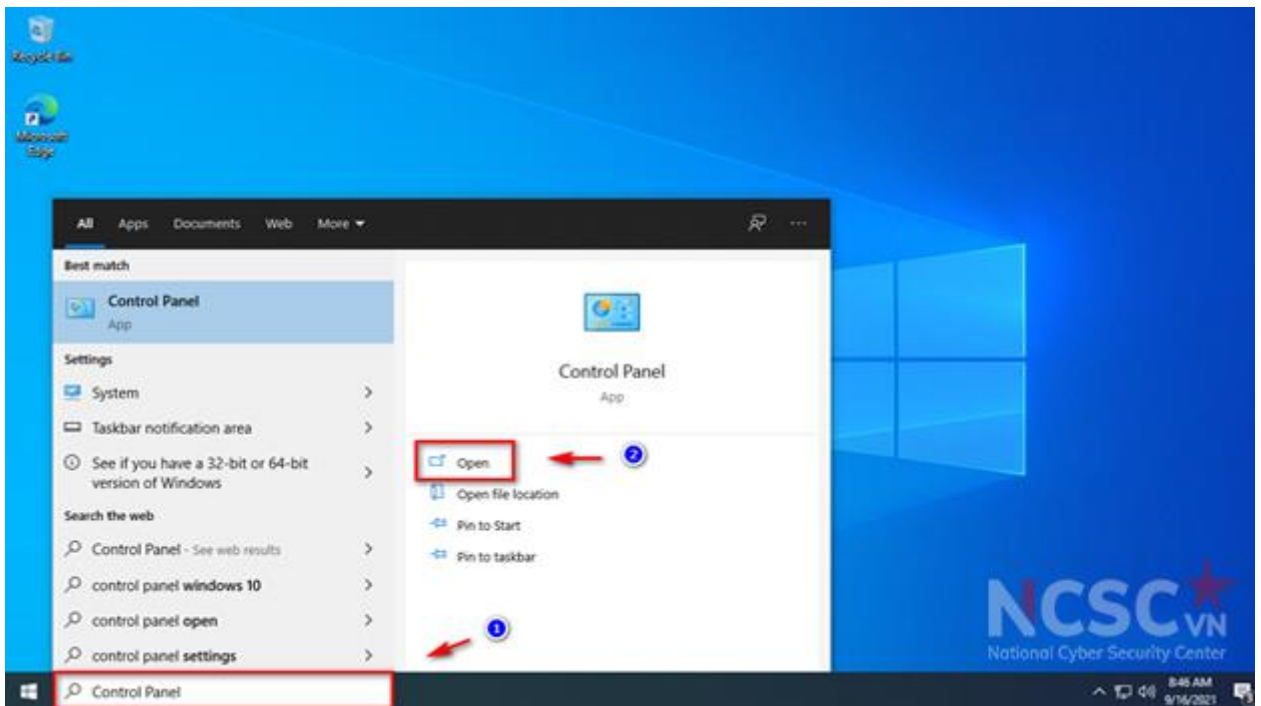 Recycle Bin
Microsoft
Edge
All Apps Documents Web More
Best match
Control Panel
App
Settings
System
Taskbar notification area
See if you have a 32-bit or 64-bit
version of Windows
Search the web
Control Panel - See web results
control panel windows 10
control panel open
control panel settings
Control Panel
Control Panel
App
Open
2
Open file location
Pin to Start
Pin to taskbar
1
NCSC.VN
National Cyber Security Center
8:46 AM
9/16/2021
3